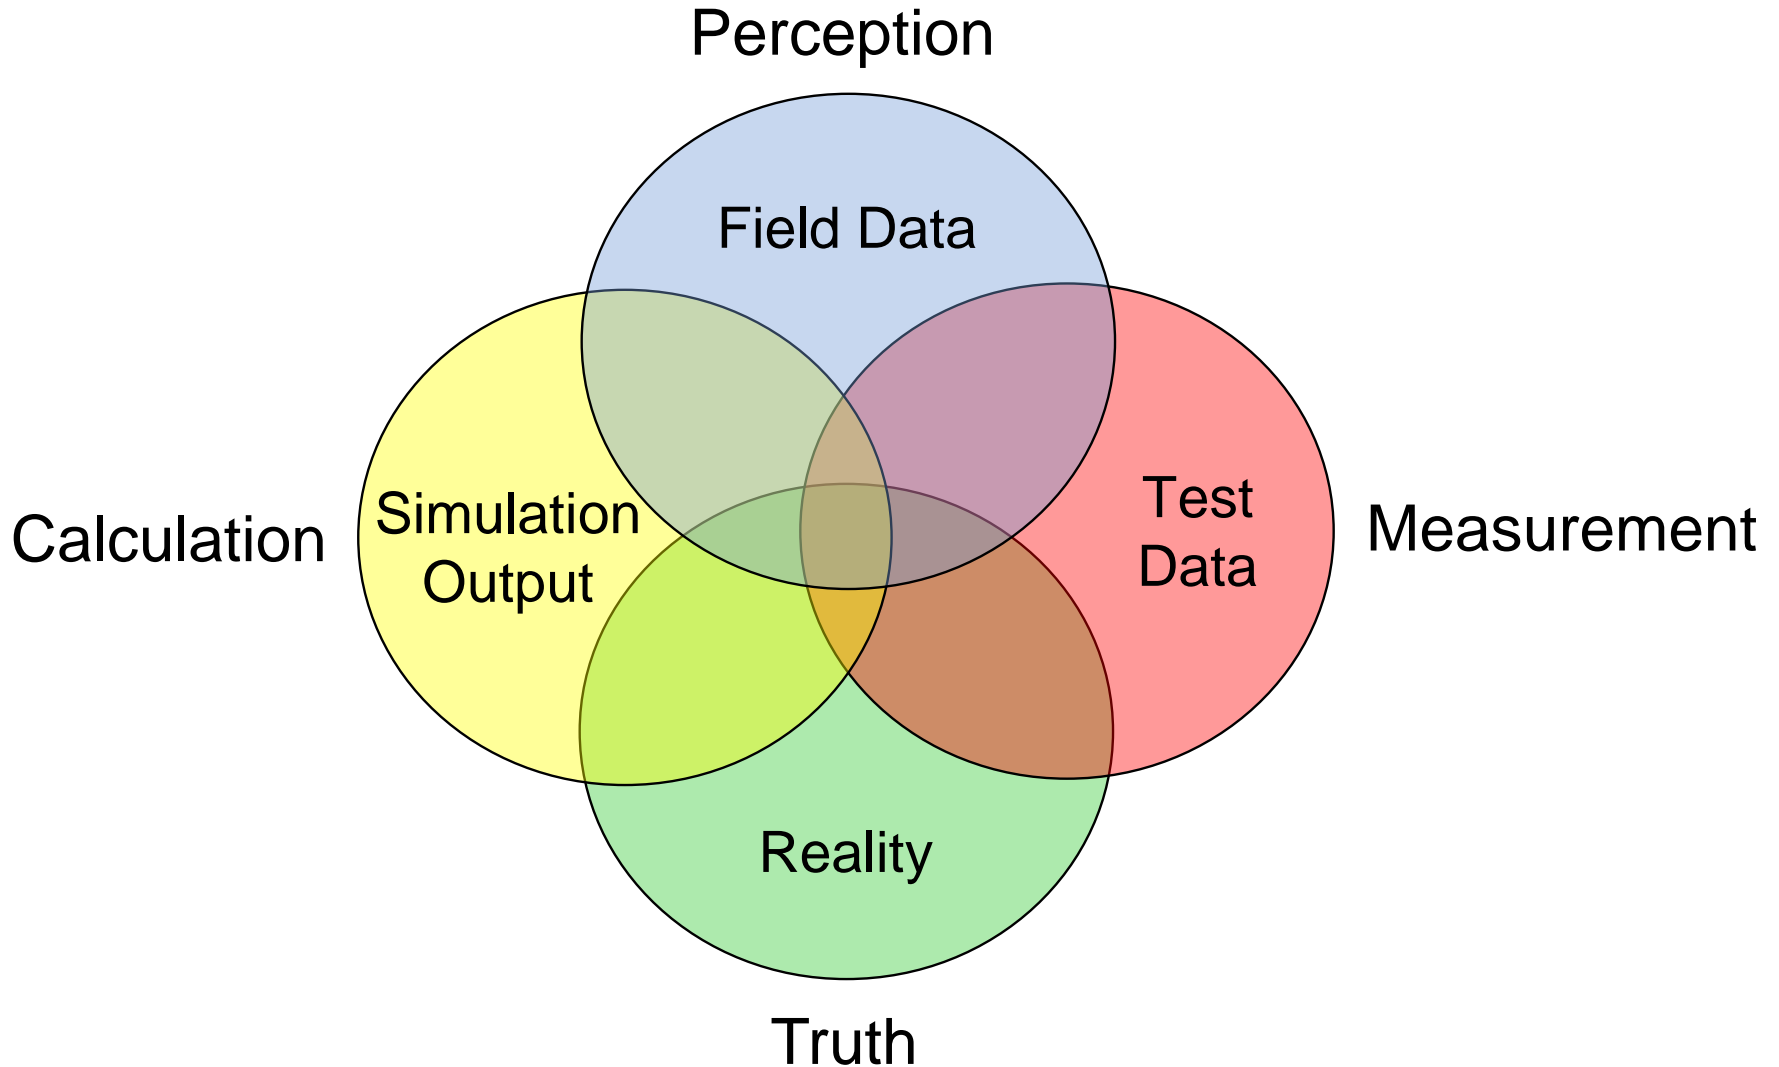 Perception
Field Data
Simulation
Output
Test
Data
Calculation
Measurement
Reality
Truth